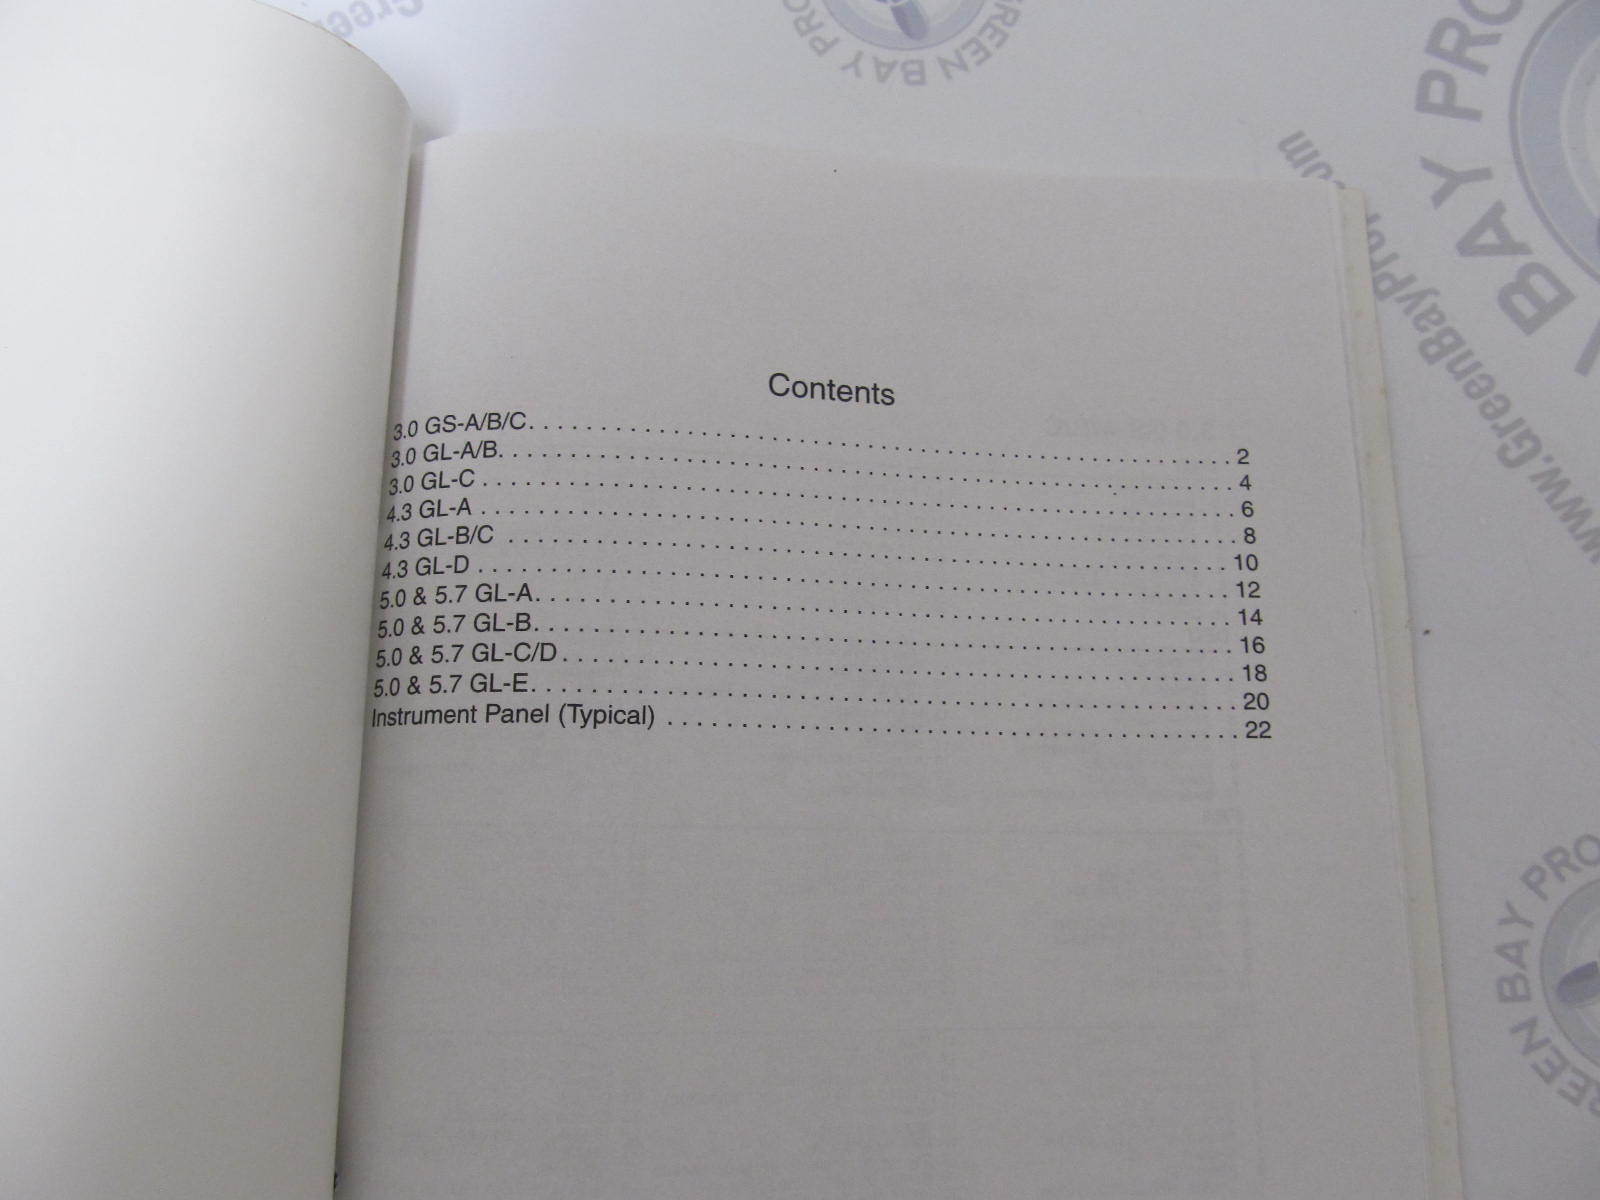 Contents
3.0 GS-A/B/C. . . . . . . . . . . . . . . . . . . . 2
3.0 GL-A/B. . . . . . . . . . . . . . . . . . . . 4
3.0 GL-C . . . . . . . . . . . . . . . . . . . . 6
4.3 GL-A . . . . . . . . . . . . . . . . . . . . 8
4.3 GL-B/C . . . . . . . . . . . . . . . . . . . . 10
4.3 GL-D . . . . . . . . . . . . . . . . . . . . 12
5.0 & 5.7 GL-A. . . . . . . . . . . . . . . . . . . . 14
5.0 & 5.7 GL-B. . . . . . . . . . . . . . . . . . . . 16
5.0 & 5.7 GL-C/D . . . . . . . . . . . . . . . . . . . . 18
5.0 & 5.7 GL-E. . . . . . . . . . . . . . . . . . . . 20
Instrument Panel (Typical) . . . . . . . . . . . . . . . . . . . . 22
REEN BAY PRO
BAY PRO
www.GreenBayPro
om
REEN BAY PRO
Green